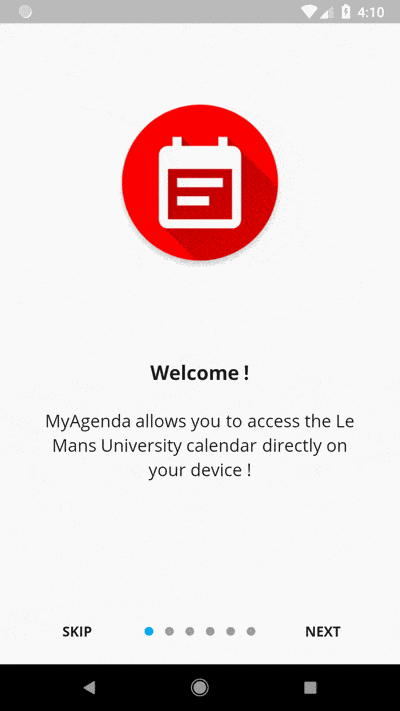 4:10
Welcome !
MyAgenda allows you to access the Le
Mans University calendar directly on
your device !
SKIP
NEXT